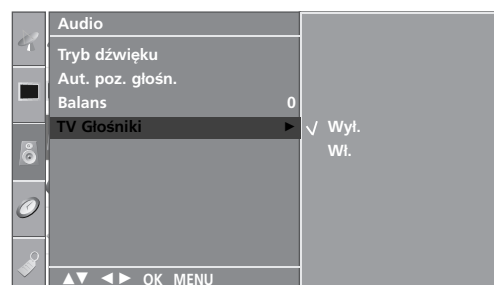 Audio
Tryb dźwięku
Aut. poz. głośn.
Balans 0
TV Głośniki ► √ Wył.
Wł.
▲▼ ◄► OK MENU